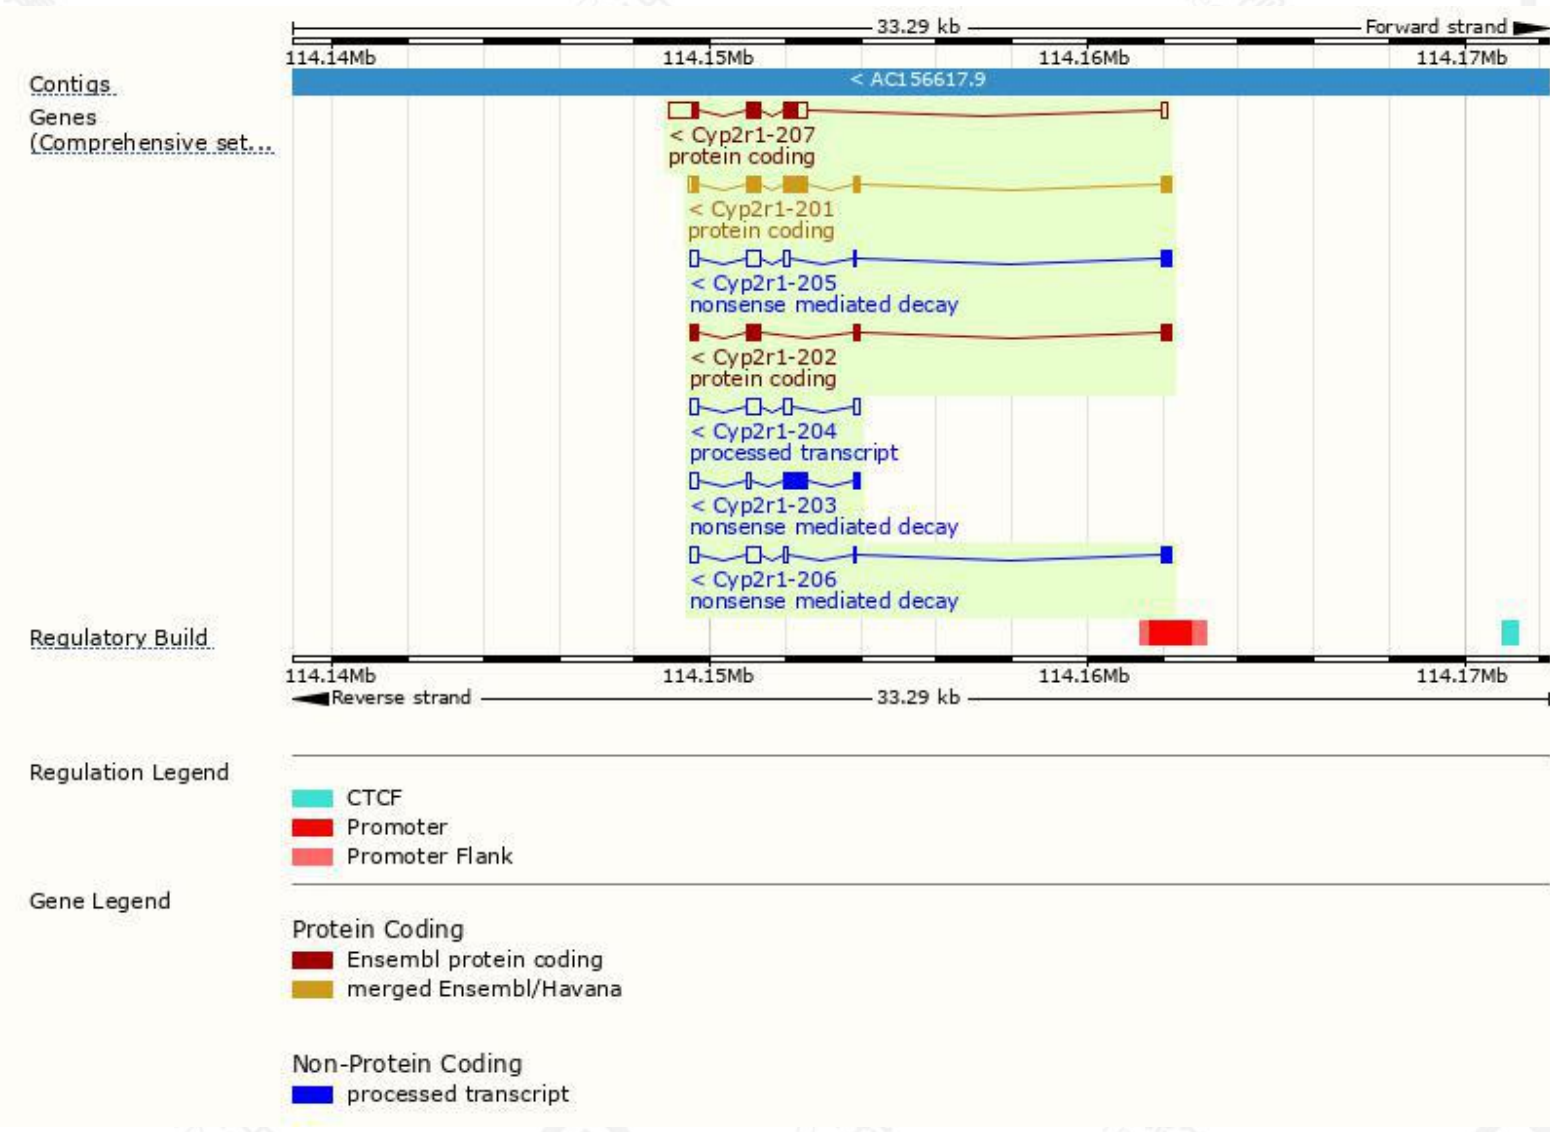 33.29 kb Forward strand
114.14Mb 114.15Mb 114.16Mb 114.17Mb
Contigs < AC156617.9
Genes
(Comprehensive set...
< Cyp2r1-207
protein coding
< Cyp2r1-201
protein coding
< Cyp2r1-205
nonsense mediated decay
< Cyp2r1-202
protein coding
< Cyp2r1-204
processed transcript
< Cyp2r1-203
nonsense mediated decay
< Cyp2r1-206
nonsense mediated decay
Regulatory Build
114.14Mb 114.15Mb 114.16Mb 114.17Mb
Reverse strand 33.29 kb
Regulation Legend
CTCF
Promoter
Promoter Flank
Gene Legend
Protein Coding
Ensembl protein coding
merged Ensembl/Havana
Non-Protein Coding
processed transcript